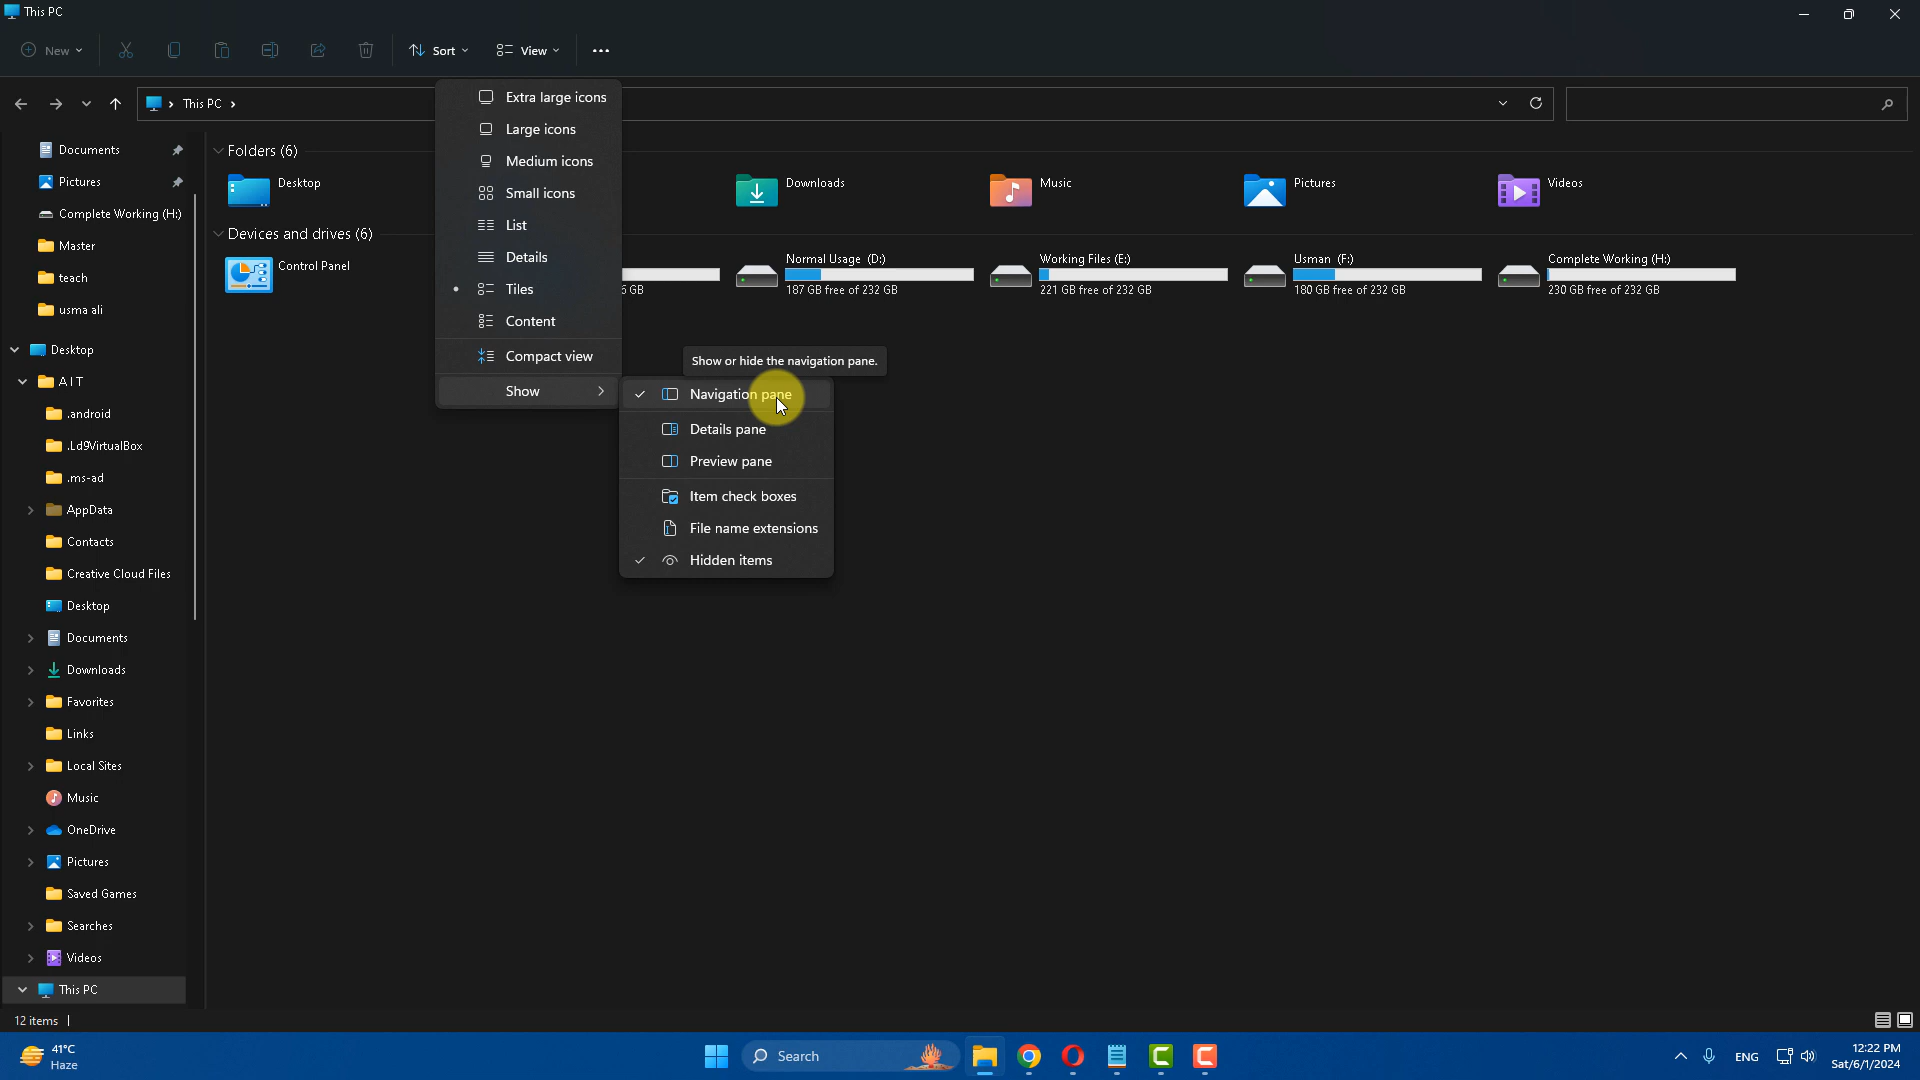 This PC
New
Sort
View
This PC
Documents
Pictures
Complete Working (H:)
Master
teach
usma ali
Desktop
A I T
.android
.Ld9VirtualBox
.ms-ad
AppData
Contacts
Creative Cloud Files
Desktop
Documents
Downloads
Favorites
Links
Local Sites
Music
OneDrive
Pictures
Saved Games
Searches
Videos
This PC
Folders (6)
Desktop
Downloads
Music
Pictures
Videos
Devices and drives (6)
Control Panel
6 GB
Normal Usage (D:)
187 GB free of 232 GB
Working Files (E:)
221 GB free of 232 GB
Usman (F:)
180 GB free of 232 GB
Complete Working (H:)
230 GB free of 232 GB
Extra large icons
Large icons
Medium icons
Small icons
List
Details
Tiles
Content
Compact view
Show
Show or hide the navigation pane.
Navigation pane
Details pane
Preview pane
Item check boxes
File name extensions
Hidden items
12 items
41°C
Haze
Search
ENG
12:22 PM
Sat/6/1/2024